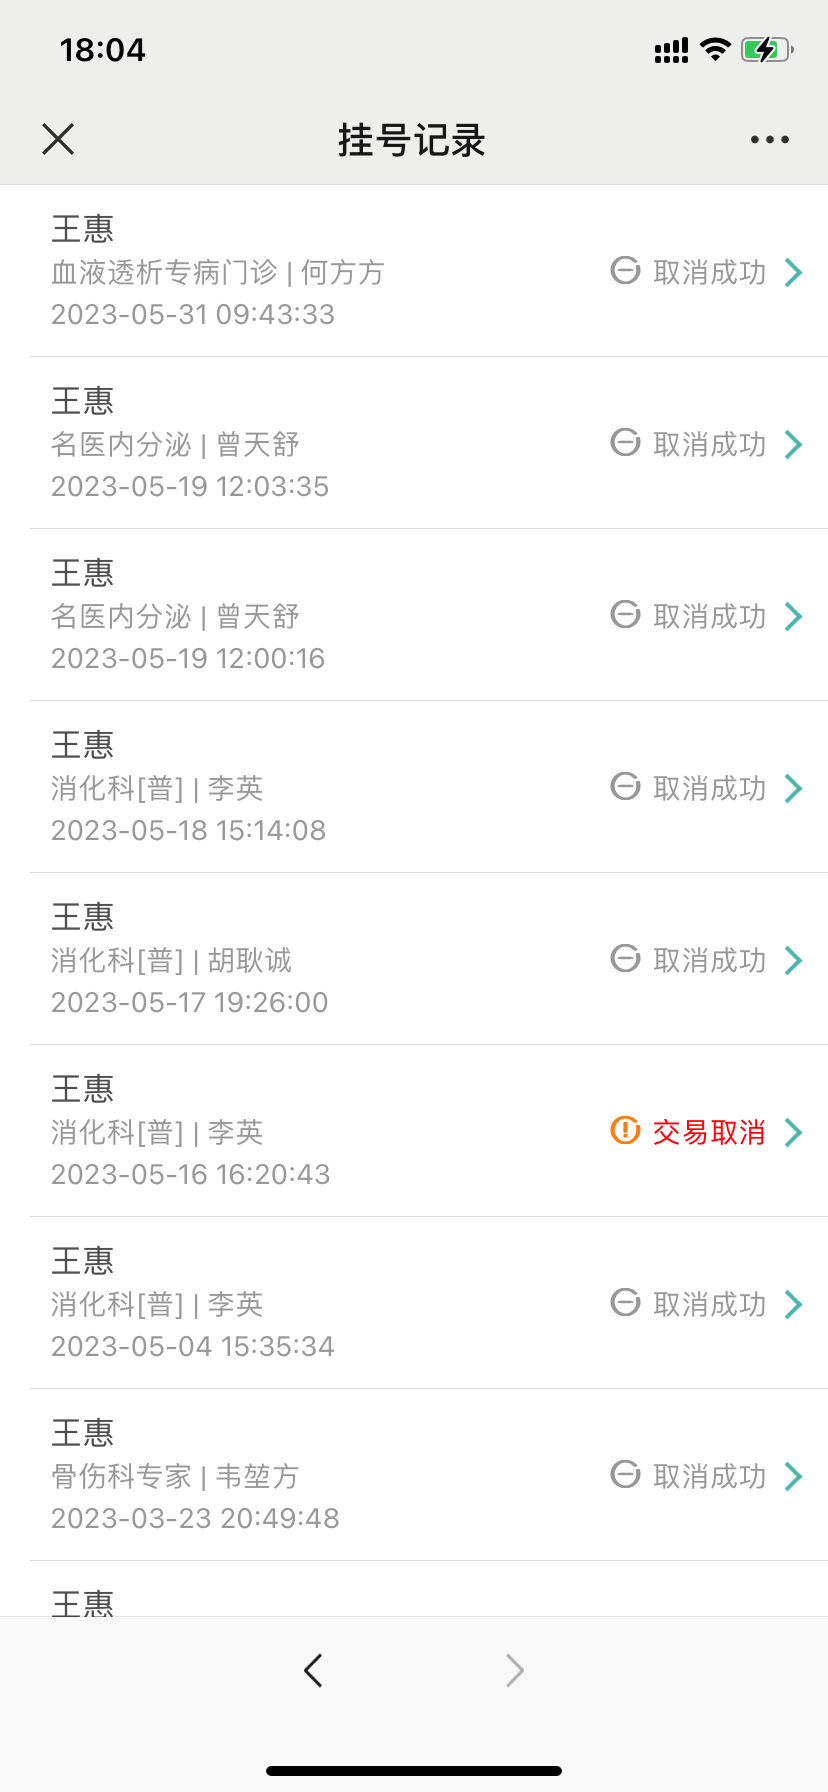 18:04
挂号记录
王惠
血液透析专病门诊 | 何方方
2023-05-31 09:43:33
取消成功
王惠
名医内分泌 | 曾天舒
2023-05-19 12:03:35
取消成功
王惠
名医内分泌 | 曾天舒
2023-05-19 12:00:16
取消成功
王惠
消化科[普] | 李英
2023-05-18 15:14:08
取消成功
王惠
消化科[普] | 胡耿诚
2023-05-17 19:26:00
取消成功
王惠
消化科[普] | 李英
2023-05-16 16:20:43
交易取消
王惠
消化科[普] | 李英
2023-05-04 15:35:34
取消成功
王惠
骨伤科专家 | 韦堃方
2023-03-23 20:49:48
取消成功
王惠